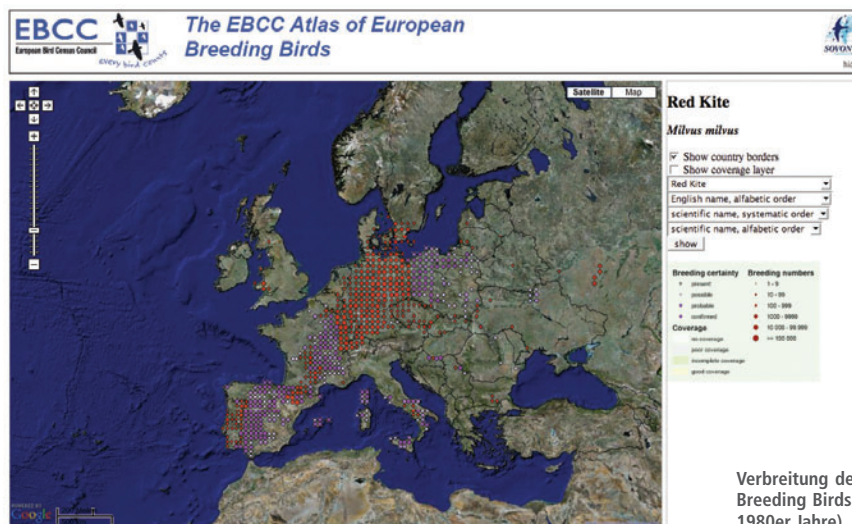 EBCC
European Bird Census Council
every bird counts
The EBCC Atlas of European
Breeding Birds
SOVON
Satellite
Map
Red Kite
Milvus milvus
Show country borders
Show coverage layer
Red Kite
English name, alfabetic order
scientific name, systematic order
scientific name, alfabetic order
show
Breeding certainty
present
possible
probable
confirmed
Coverage
no coverage
poor coverage
incomplete coverage
good coverage
Breeding numbers
1 - 9
10 - 99
100 - 999
1000 - 9999
10 000 - 99 999
>= 100 000
POWERED BY
Google
Verbreitung de
Breeding Birds
1980er Jahre)